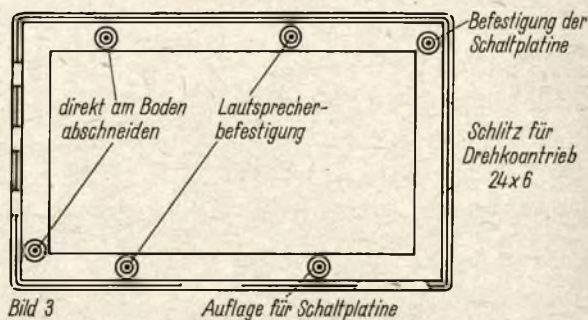 Befestigung der
Schaltplatine
direkt am Boden
abschneiden
Lautsprecher-
befestigung
Schlitz für
Drehkoantrieb
24x6
Bild 3
Auflage für Schaltplatine